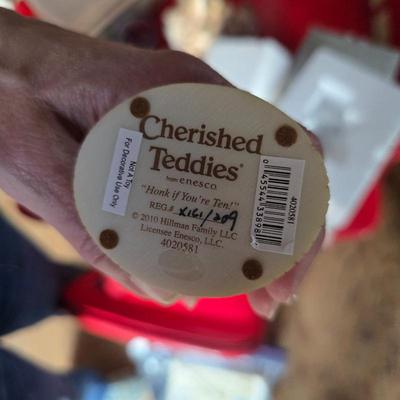 Cherished
Teddies®
from enesco.
"Honk if you're Ten!"
REG.# X161/209
© 2010 Hillman Family LLC
Licensee Enesco, LLC.
4020581
Not A Toy
For Decorative Use Only
4020581